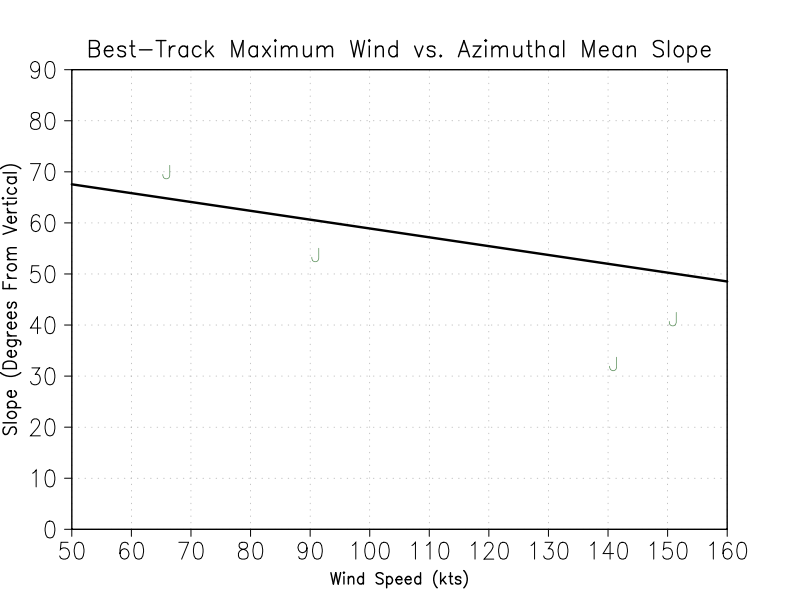 Best-Track Maximum Wind vs. Azimuthal Mean Slope
90
80
70
60
50
40
30
20
10
0
Slope (Degrees From Vertical)
J
J
J
J
50 60 70 80 90 100 110 120 130 140 150 160
Wind Speed (kts)